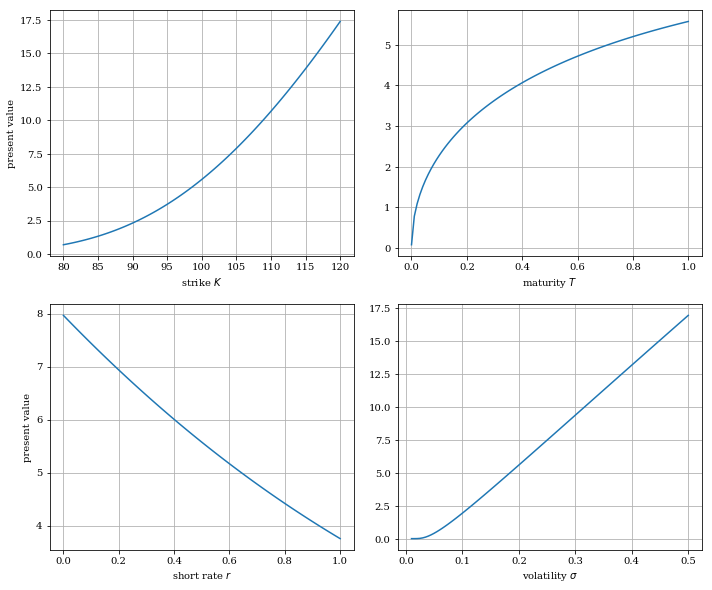 17.5
15.0
12.5
10.0
7.5
5.0
2.5
0.0
present value
80 85 90 95 100 105 110 115 120
strike K
5
4
3
2
1
0
0.0 0.2 0.4 0.6 0.8 1.0
maturity T
8
7
6
5
4
present value
0.0 0.2 0.4 0.6 0.8 1.0
short rate r
17.5
15.0
12.5
10.0
7.5
5.0
2.5
0.0
0.0 0.1 0.2 0.3 0.4 0.5
volatility σ